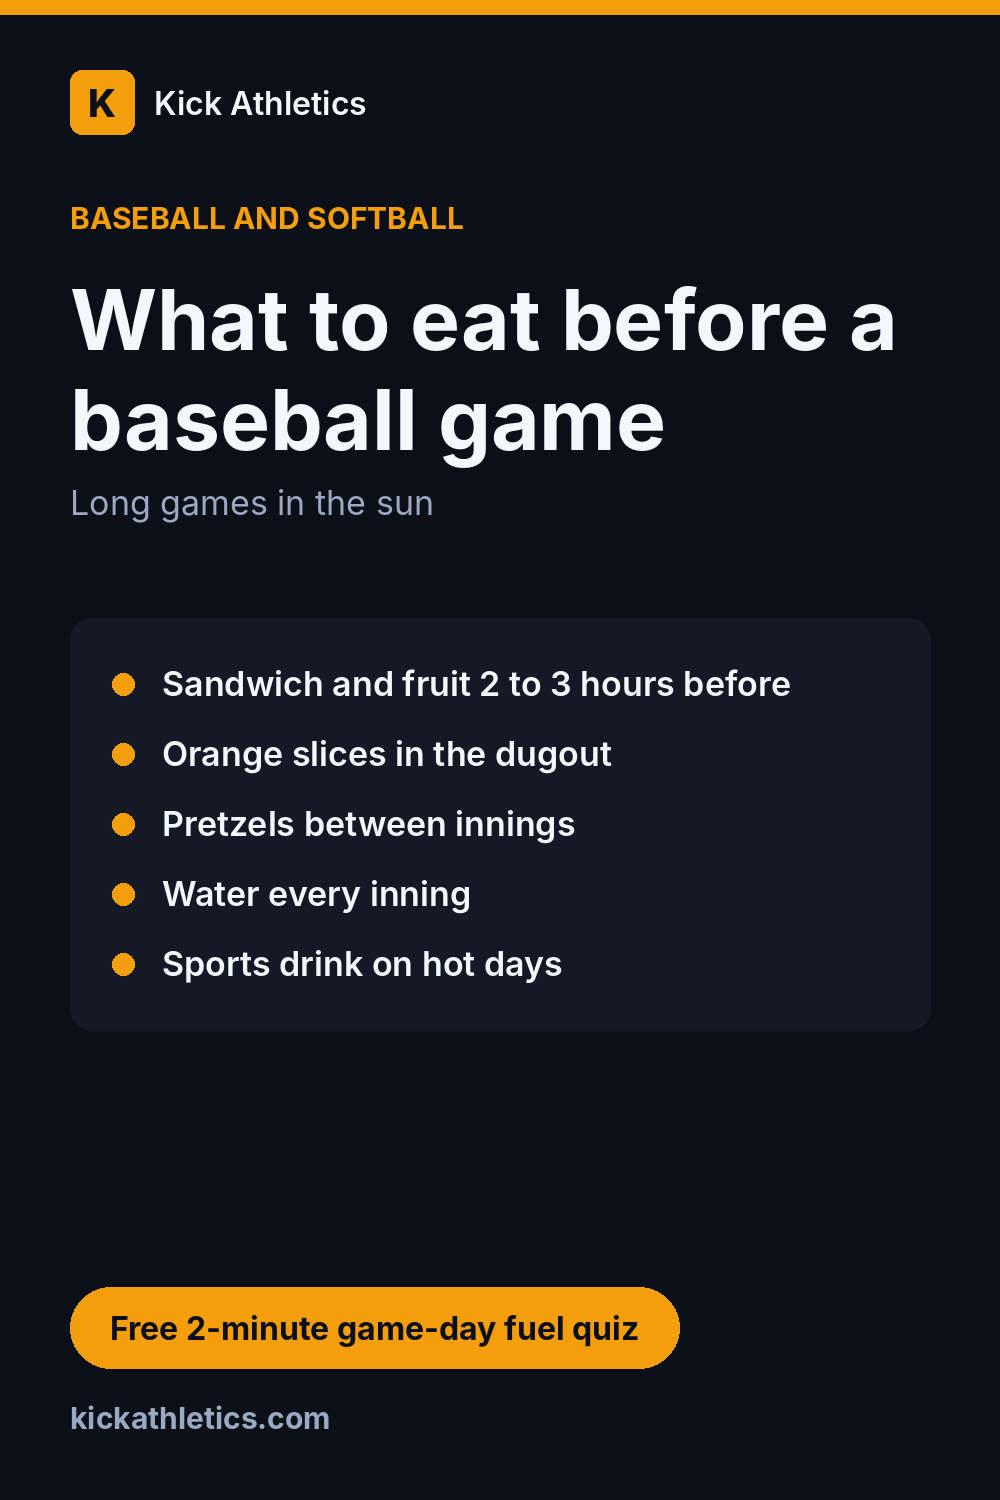 K
Kick Athletics
BASEBALL AND SOFTBALL
What to eat before a
baseball game
Long games in the sun
Sandwich and fruit 2 to 3 hours before
Orange slices in the dugout
Pretzels between innings
Water every inning
Sports drink on hot days
Free 2-minute game-day fuel quiz
kickathletics.com